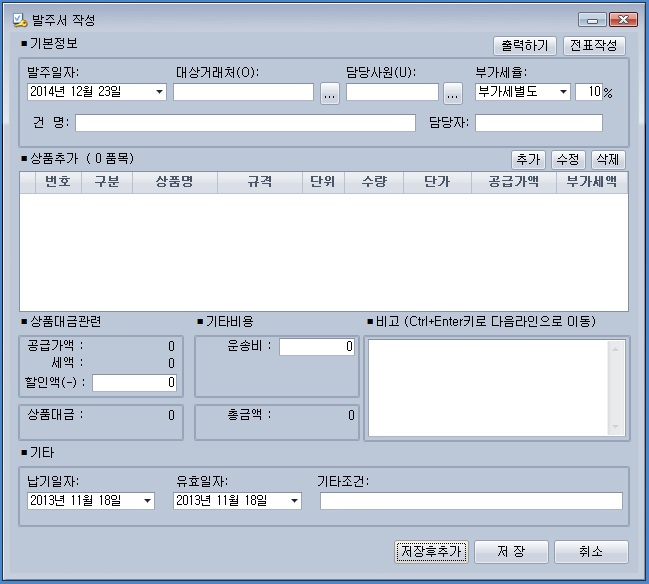 발주서 작성
■ 기본정보 출력하기 전표작성
발주일자: 대상거래처(O): 담당사원(U): 부가세율:
2014년 12월 23일 ... ... 부가세별도 10 %
건 명: 담당자:
■ 상품추가 ( 0 품목) 추가 수정 삭제
번호 구분 상품명 규격 단위 수량 단가 공급가액 부가세액
■ 상품대금관련 ■ 기타비용 ■ 비고 (Ctrl+Enter키로 다음라인으로 이동)
공급가액 : 0 운송비 : 0
세액 : 0
할인액(-) : 0
상품대금 : 0 총금액 : 0
■ 기타
납기일자: 유효일자: 기타조건:
2013년 11월 18일 2013년 11월 18일
저장후추가 저 장 취소